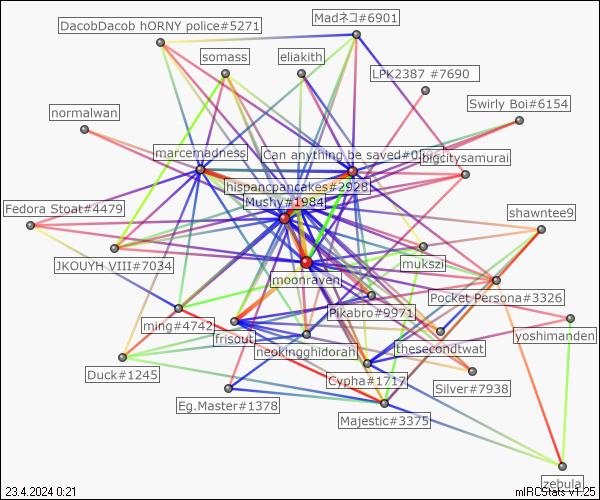 DacobDacob hORNY police#5271
Madネコ#6901
somass
eliakith
LPK2387 #7690
Swirly Boi#6154
normalwan
marcemadness
Can anything be saved#0
bigcitysamurai
hispancpancakes#2928
Mushy#1984
Fedora Stoat#4479
shawntee9
JKOUYH VIII#7034
mukszi
moonraven
Pocket Persona#3326
Pikabro#9971
ming#4742
frisout
yoshimanden
neokingghidorah
thesecondtwat
Duck#1245
Cypha#1717
Silver#7938
Eg.Master#1378
Majestic#3375
zebula
23.4.2024 0:21
mIRCStats v1.25